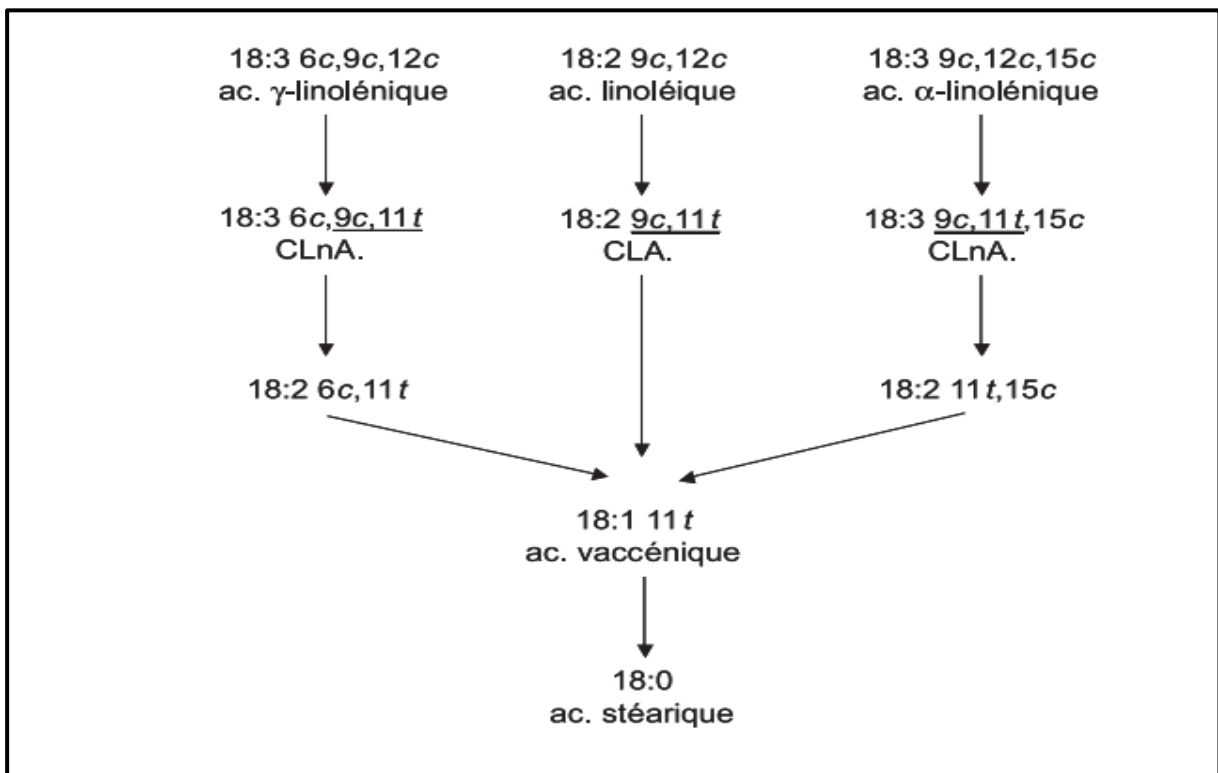 18:3 6c,9c,12c
ac. γ-linolénique
18:2 9c,12c
ac. linoléique
18:3 9c,12c,15c
ac. α-linolénique
18:3 6c,9c,11t
CLnA.
18:2 9c,11t
CLA.
18:3 9c,11t,15c
CLnA.
18:2 6c,11t
18:2 11t,15c
18:1 11t
ac. vaccénique
18:0
ac. stéarique